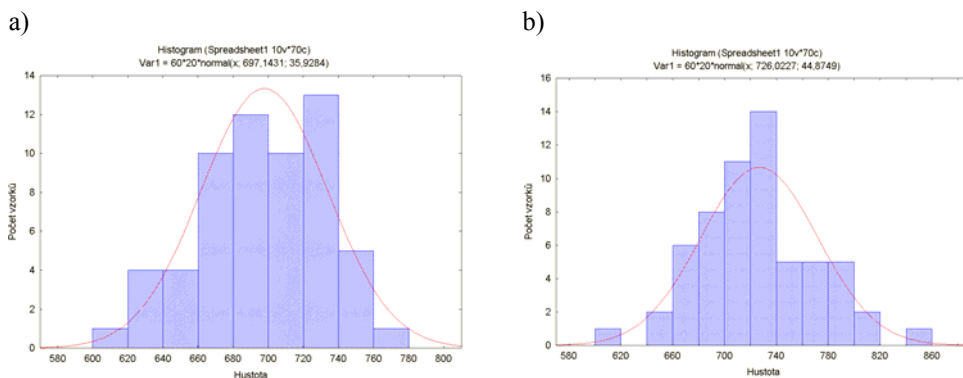 a)
Histogram (Spreadsheet1 10v*70c)
Var1 = 60*20*normal(x; 697,1431; 35,9284)
14
12
10
8
6
4
2
0
Počet vzorků
580 600 620 640 660 680 700 720 740 760 780 800
Hustota
b)
Histogram (Spreadsheet1 10v*70c)
Var1 = 60*20*normal(x; 726,0227; 44,8749)
16
14
12
10
8
6
4
2
0
Počet vzorků
580 620 660 700 740 780 820 860
Hustota